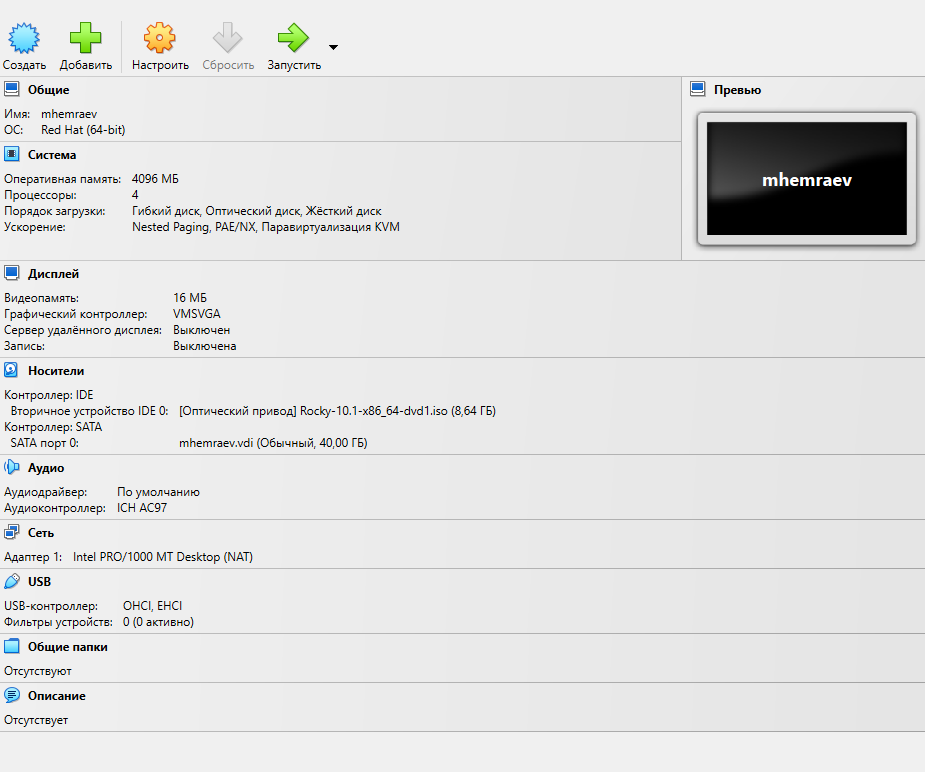 Создать Добавить Настроить Сбросить Запустить
Общие
Имя: mhemraev
ОС: Red Hat (64-bit)
Превью
mhemraev
Система
Оперативная память: 4096 МБ
Процессоры: 4
Порядок загрузки: Гибкий диск, Оптический диск, Жёсткий диск
Ускорение: Nested Paging, PAE/NX, Паравиртуализация KVM
Дисплей
Видеопамять: 16 МБ
Графический контроллер: VMSVGA
Сервер удалённого дисплея: Выключен
Запись: Выключена
Носители
Контроллер: IDE
Вторичное устройство IDE 0: [Оптический привод] Rocky-10.1-x86_64-dvd1.iso (8,64 ГБ)
Контроллер: SATA
SATA порт 0: mhemraev.vdi (Обычный, 40,00 ГБ)
Аудио
Аудиодрайвер: По умолчанию
Аудиоконтроллер: ICH AC97
Сеть
Адаптер 1: Intel PRO/1000 MT Desktop (NAT)
USB
USB-контроллер: OHCI, EHCI
Фильтры устройств: 0 (0 активно)
Общие папки
Отсутствуют
Описание
Отсутствует